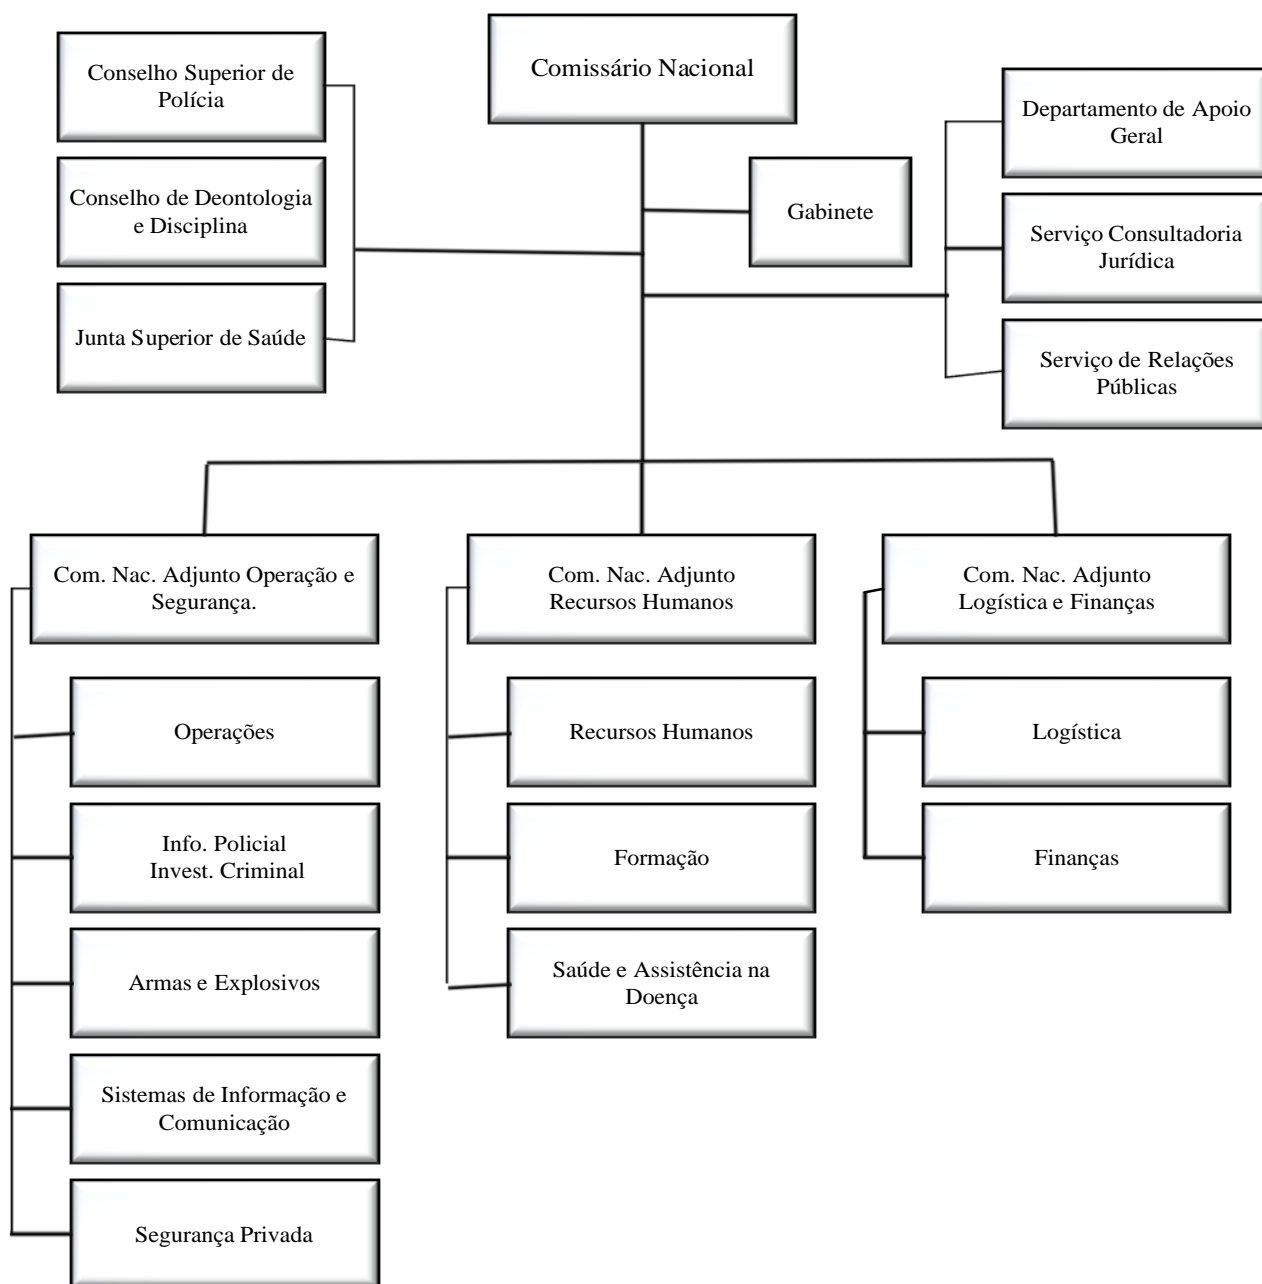 Comissário Nacional
Conselho Superior de
Polícia
Conselho de Deontologia
e Disciplina
Junta Superior de Saúde
Gabinete
Departamento de Apoio
Geral
Serviço Consultadoria
Jurídica
Serviço de Relações
Públicas
Com. Nac. Adjunto Operação e
Segurança.
Operações
Info. Policial
Invest. Criminal
Armas e Explosivos
Sistemas de Informação e
Comunicação
Segurança Privada
Com. Nac. Adjunto
Recursos Humanos
Recursos Humanos
Formação
Saúde e Assistência na
Doença
Com. Nac. Adjunto
Logística e Finanças
Logística
Finanças